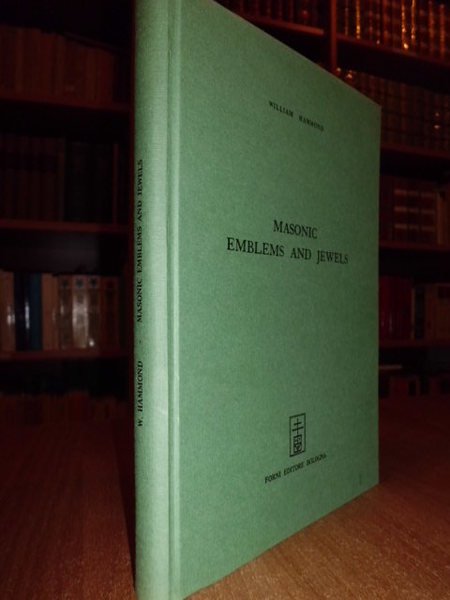 WILLIAM HAMMOND
MASONIC
EMBLEMS AND JEWELS
FORNI EDITORE BOLOGNA
W. HAMMOND - MASONIC EMBLEMS AND JEWELS